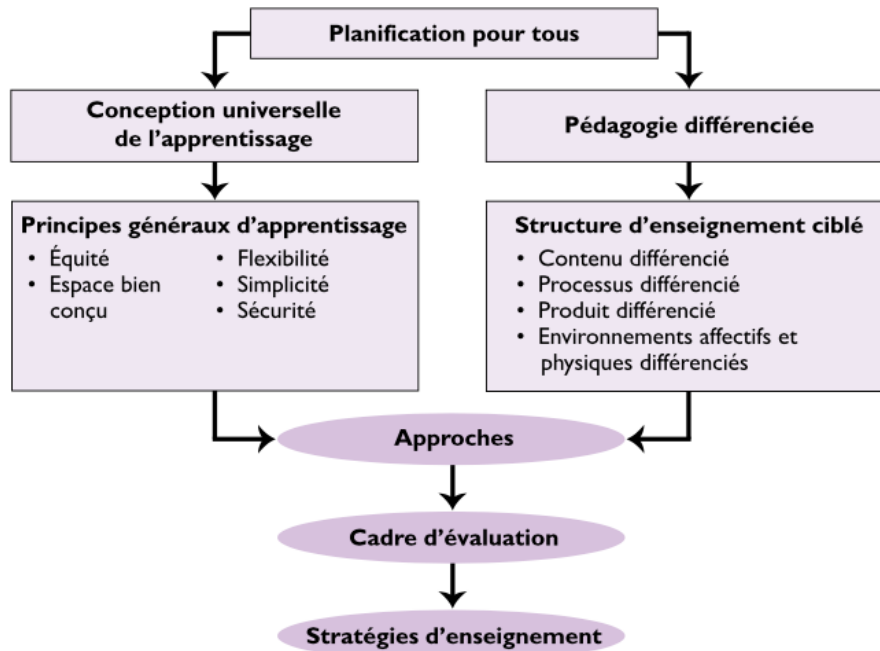 Planification pour tous
Conception universelle
de l'apprentissage
Pédagogie différenciée
Principes généraux d'apprentissage
• Équité
• Espace bien
conçu
• Flexibilité
• Simplicité
• Sécurité
Structure d'enseignement ciblé
• Contenu différencié
• Processus différencié
• Produit différencié
• Environnements affectifs et
physiques différenciés
Approches
Cadre d'évaluation
Stratégies d'enseignement